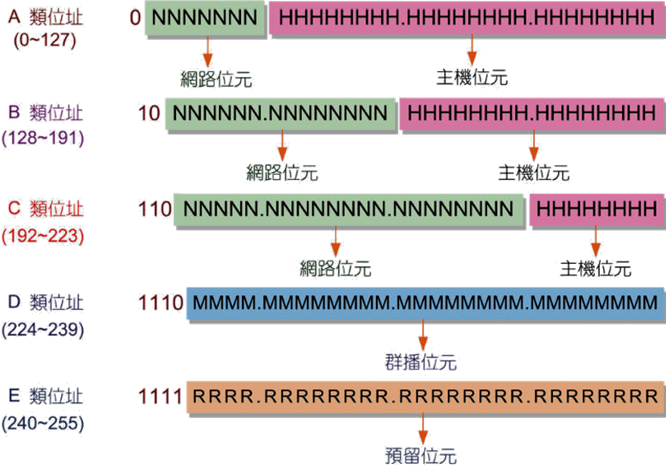 A 類位址 0 NNNNNNN HHHHHHHH.HHHHHHHH.HHHHHHHH
(0~127)
網路位元 主機位元
B 類位址 10 NNNNNN.NNNNNNNN HHHHHHHH.HHHHHHHH
(128~191)
網路位元 主機位元
C 類位址 110 NNNNN.NNNNNNNN.NNNNNNNN HHHHHHHH
(192~223)
網路位元 主機位元
D 類位址 1110 MMMM.MMMMMMMM.MMMMMMMM.MMMMMMMM
(224~239)
群播位元
E 類位址 1111 RRRR.RRRRRRRR.RRRRRRRR.RRRRRRRR
(240~255)
預留位元